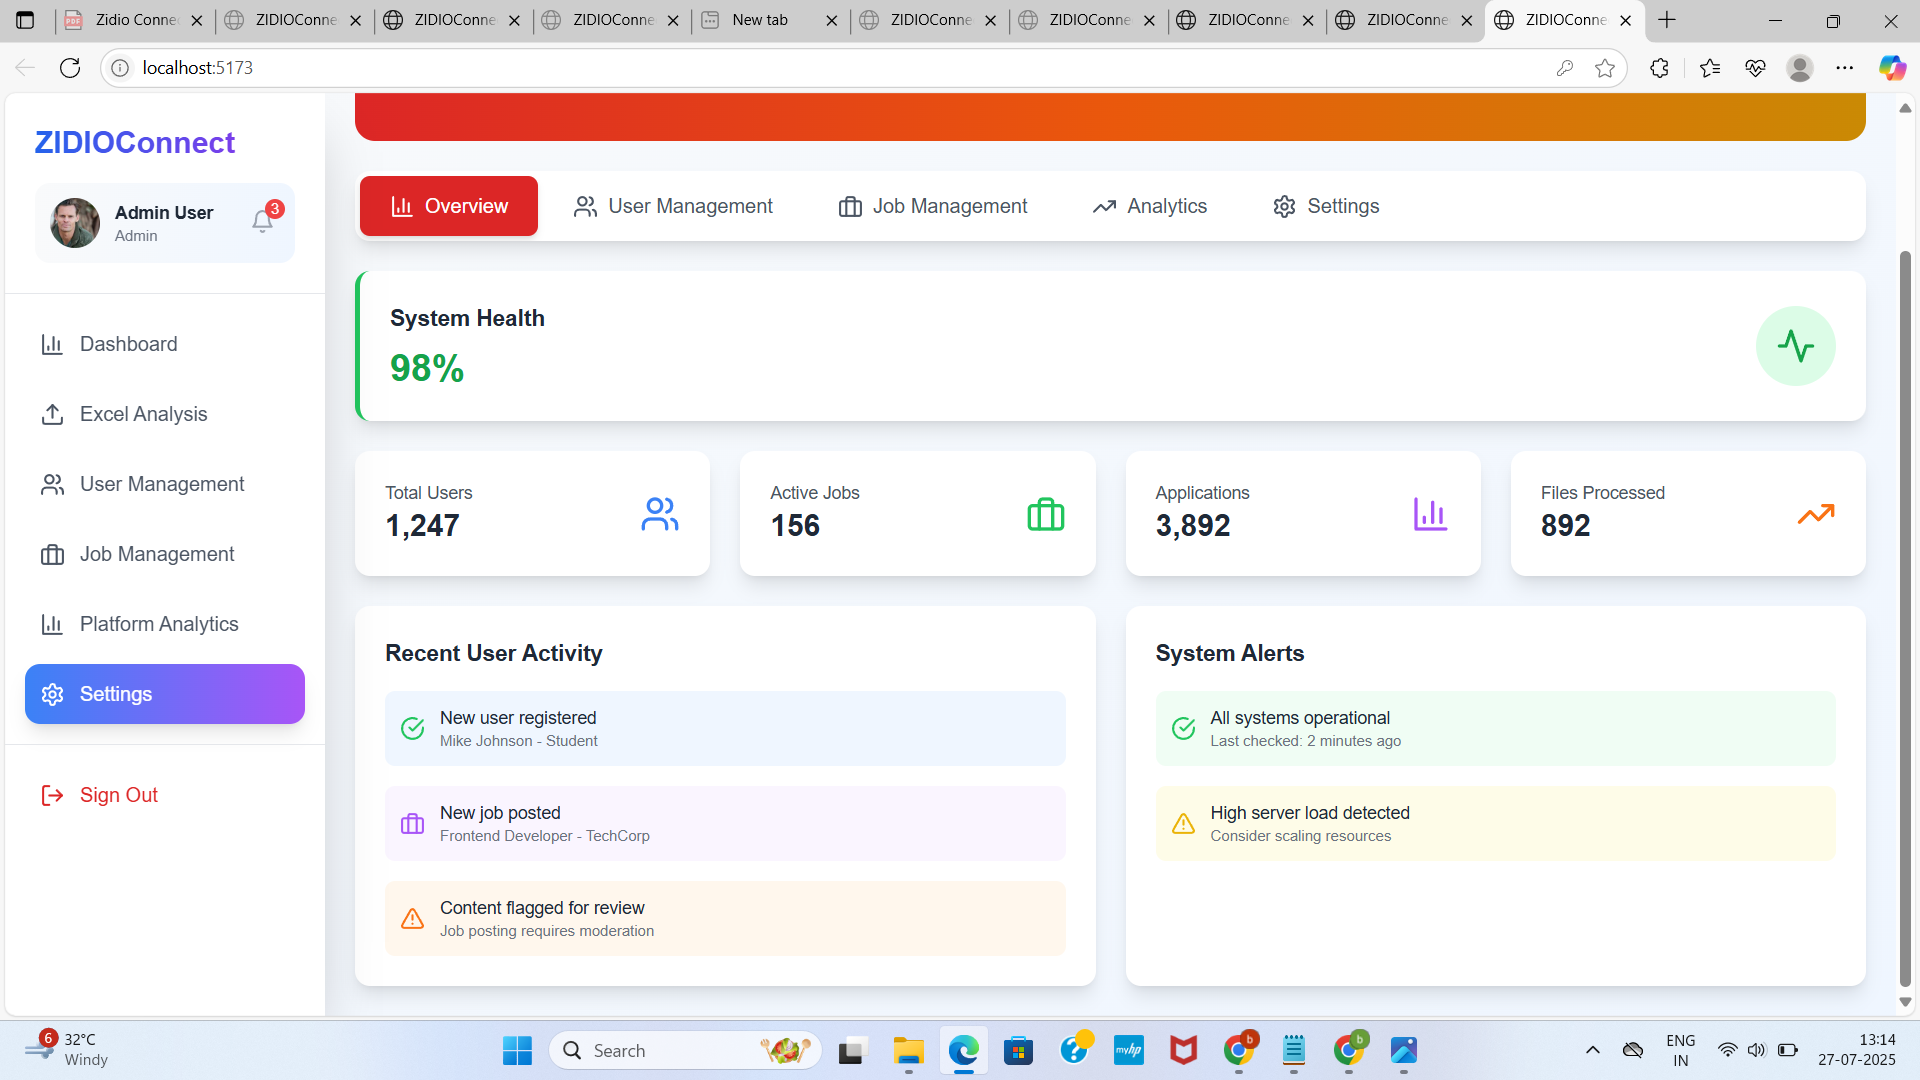 Zidio Connec
ZIDIOConne
ZIDIOConne
ZIDIOConne
New tab
ZIDIOConne
ZIDIOConne
ZIDIOConne
ZIDIOConne
ZIDIOConne
localhost:5173
ZIDIOConnect
Admin User
Admin
3
Dashboard
Excel Analysis
User Management
Job Management
Platform Analytics
Settings
Sign Out
Overview
User Management
Job Management
Analytics
Settings
System Health
98%
Total Users
1,247
Active Jobs
156
Applications
3,892
Files Processed
892
Recent User Activity
New user registered
Mike Johnson - Student
New job posted
Frontend Developer - TechCorp
Content flagged for review
Job posting requires moderation
System Alerts
All systems operational
Last checked: 2 minutes ago
High server load detected
Consider scaling resources
6
32°C
Windy
Search
myhp
b
b
ENG
IN
13:14
27-07-2025